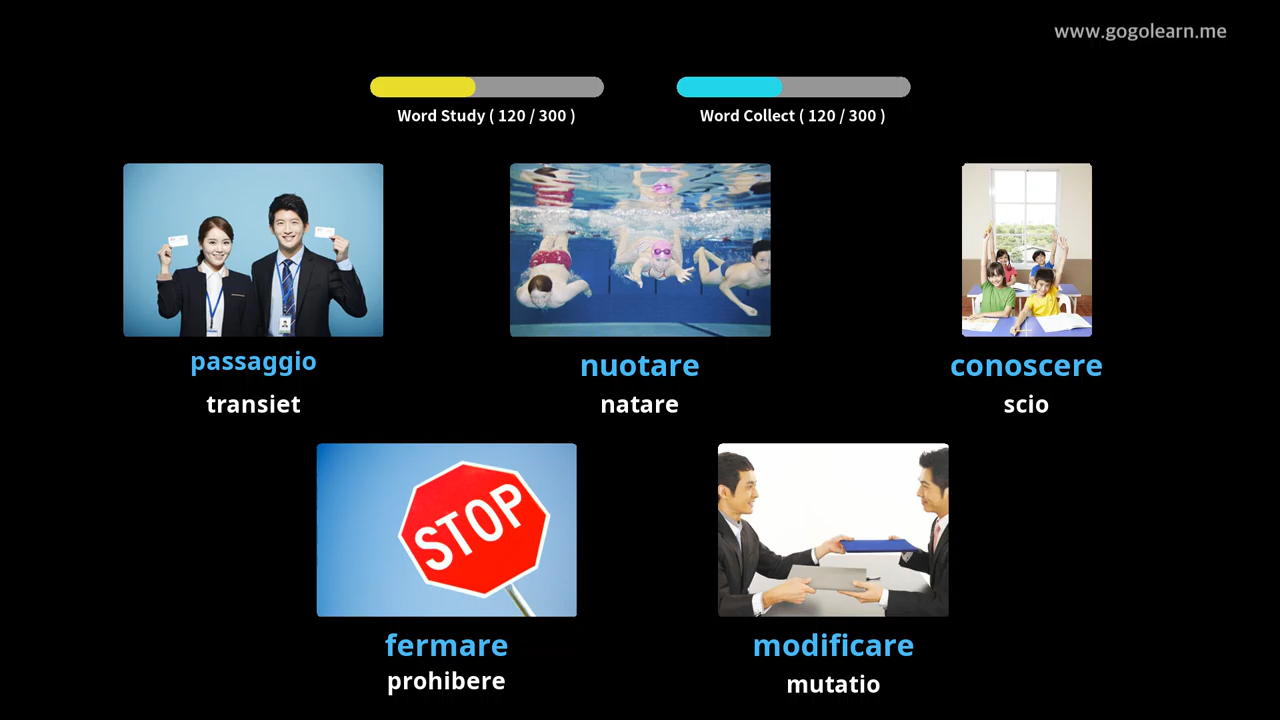 www.gogolearn.me
Word Study ( 120 / 300 )
Word Collect ( 120 / 300 )
passaggio
transiet
nuotare
natare
conoscere
scio
STOP
fermare
prohibere
modificare
mutatio